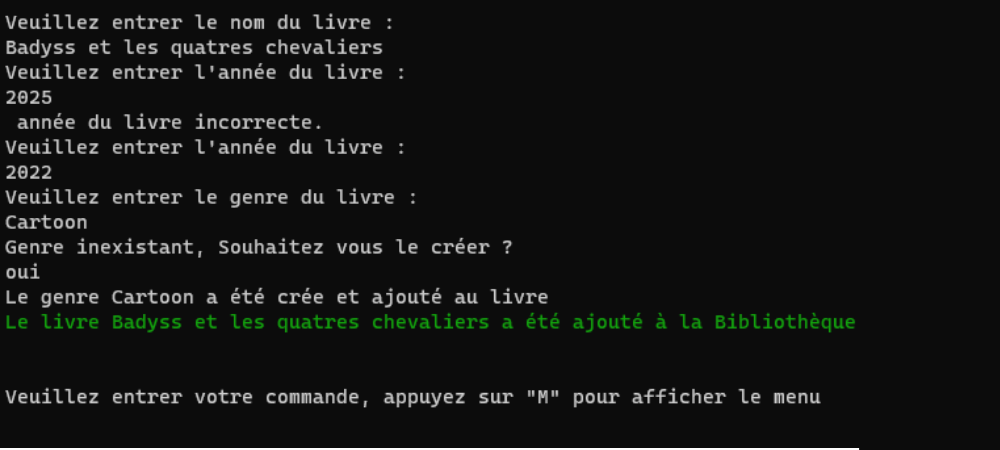 Veuillez entrer le nom du livre :
Badyss et les quatres chevaliers
Veuillez entrer l'année du livre :
2025
année du livre incorrecte.
Veuillez entrer l'année du livre :
2022
Veuillez entrer le genre du livre :
Cartoon
Genre inexistant, Souhaitez vous le créer ?
oui
Le genre Cartoon a été crée et ajouté au livre
Le livre Badyss et les quatres chevaliers a été ajouté à la Bibliothèque
Veuillez entrer votre commande, appuyez sur "M" pour afficher le menu